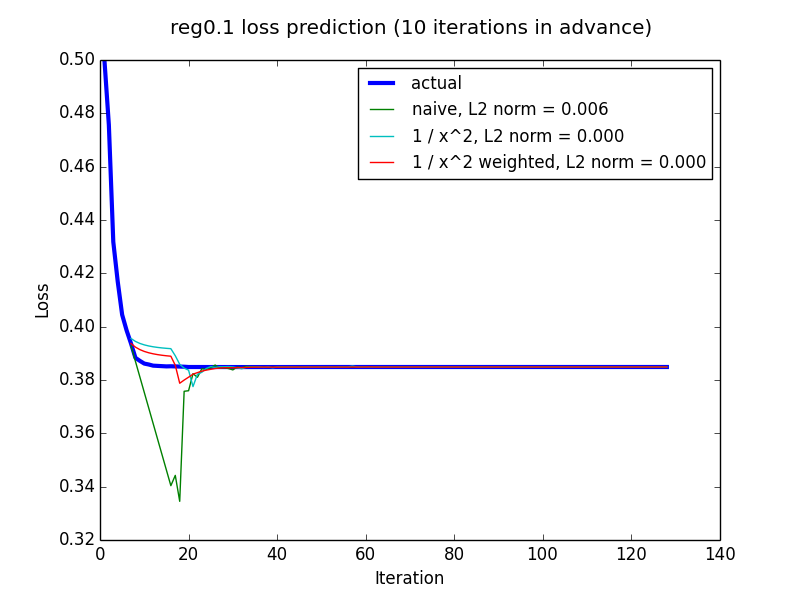 reg0.1 loss prediction (10 iterations in advance)
0.50
0.48
0.46
0.44
0.42
0.40
0.38
0.36
0.34
0.32
Loss
actual
naive, L2 norm = 0.006
1 / x^2, L2 norm = 0.000
1 / x^2 weighted, L2 norm = 0.000
0 20 40 60 80 100 120 140
Iteration